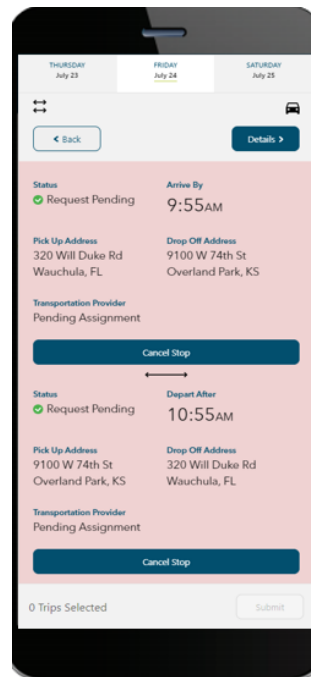 THURSDAY
July 23
FRIDAY
July 24
SATURDAY
July 25
Back
Details
Status
Request Pending
Arrive By
9:55AM
Pick Up Address
320 Will Duke Rd
Wauchula, FL
Drop Off Address
9100 W 74th St
Overland Park, KS
Transportation Provider
Pending Assignment
Cancel Stop
Status
Request Pending
Depart After
10:55AM
Pick Up Address
9100 W 74th St
Overland Park, KS
Drop Off Address
320 Will Duke Rd
Wauchula, FL
Transportation Provider
Pending Assignment
Cancel Stop
0 Trips Selected
Submit